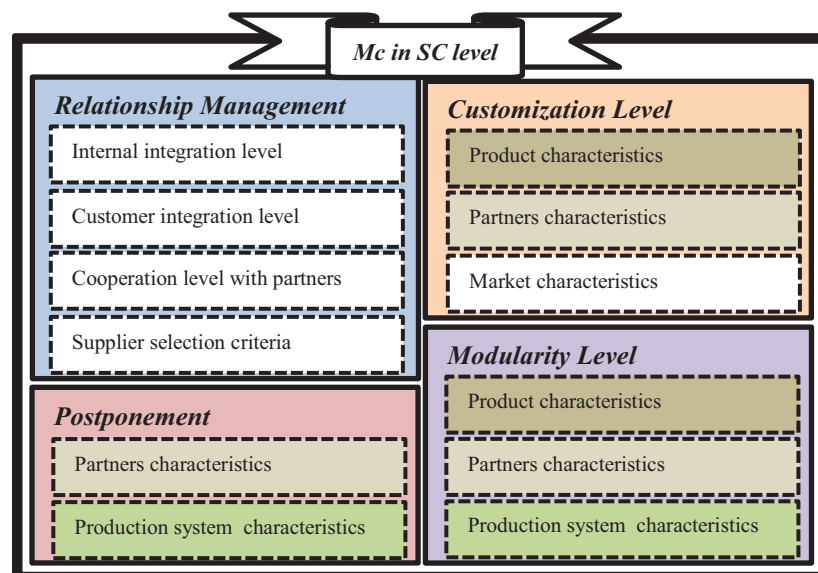 Mc in SC level
Relationship Management
Internal integration level
Customer integration level
Cooperation level with partners
Supplier selection criteria
Postponement
Partners characteristics
Production system characteristics
Customization Level
Product characteristics
Partners characteristics
Market characteristics
Modularity Level
Product characteristics
Partners characteristics
Production system characteristics